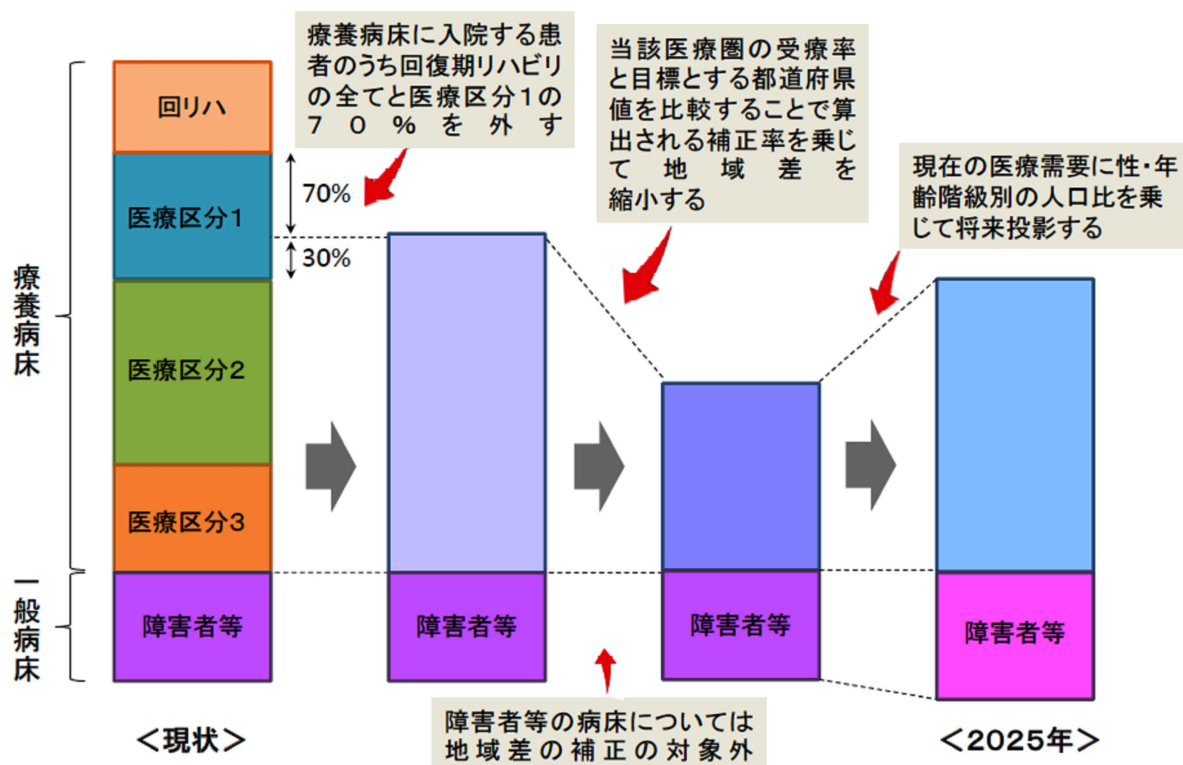 療養病床に入院する患
者のうち回復期リハビリ
の全てと医療区分1の
70%を外す
当該医療圏の受療率
と目標とする都道府県
値を比較することで算
出される補正率を乗じ
て地域差を
縮小する
現在の医療需要に性・年
齢階級別の人口比を乗
じて将来投影する
回リハ
医療区分1
70%
30%
医療区分2
医療区分3
療養病床
一般病床
障害者等
障害者等
障害者等
障害者等
障害者等の病床については
地域差の補正の対象外
＜現状＞
＜2025年＞